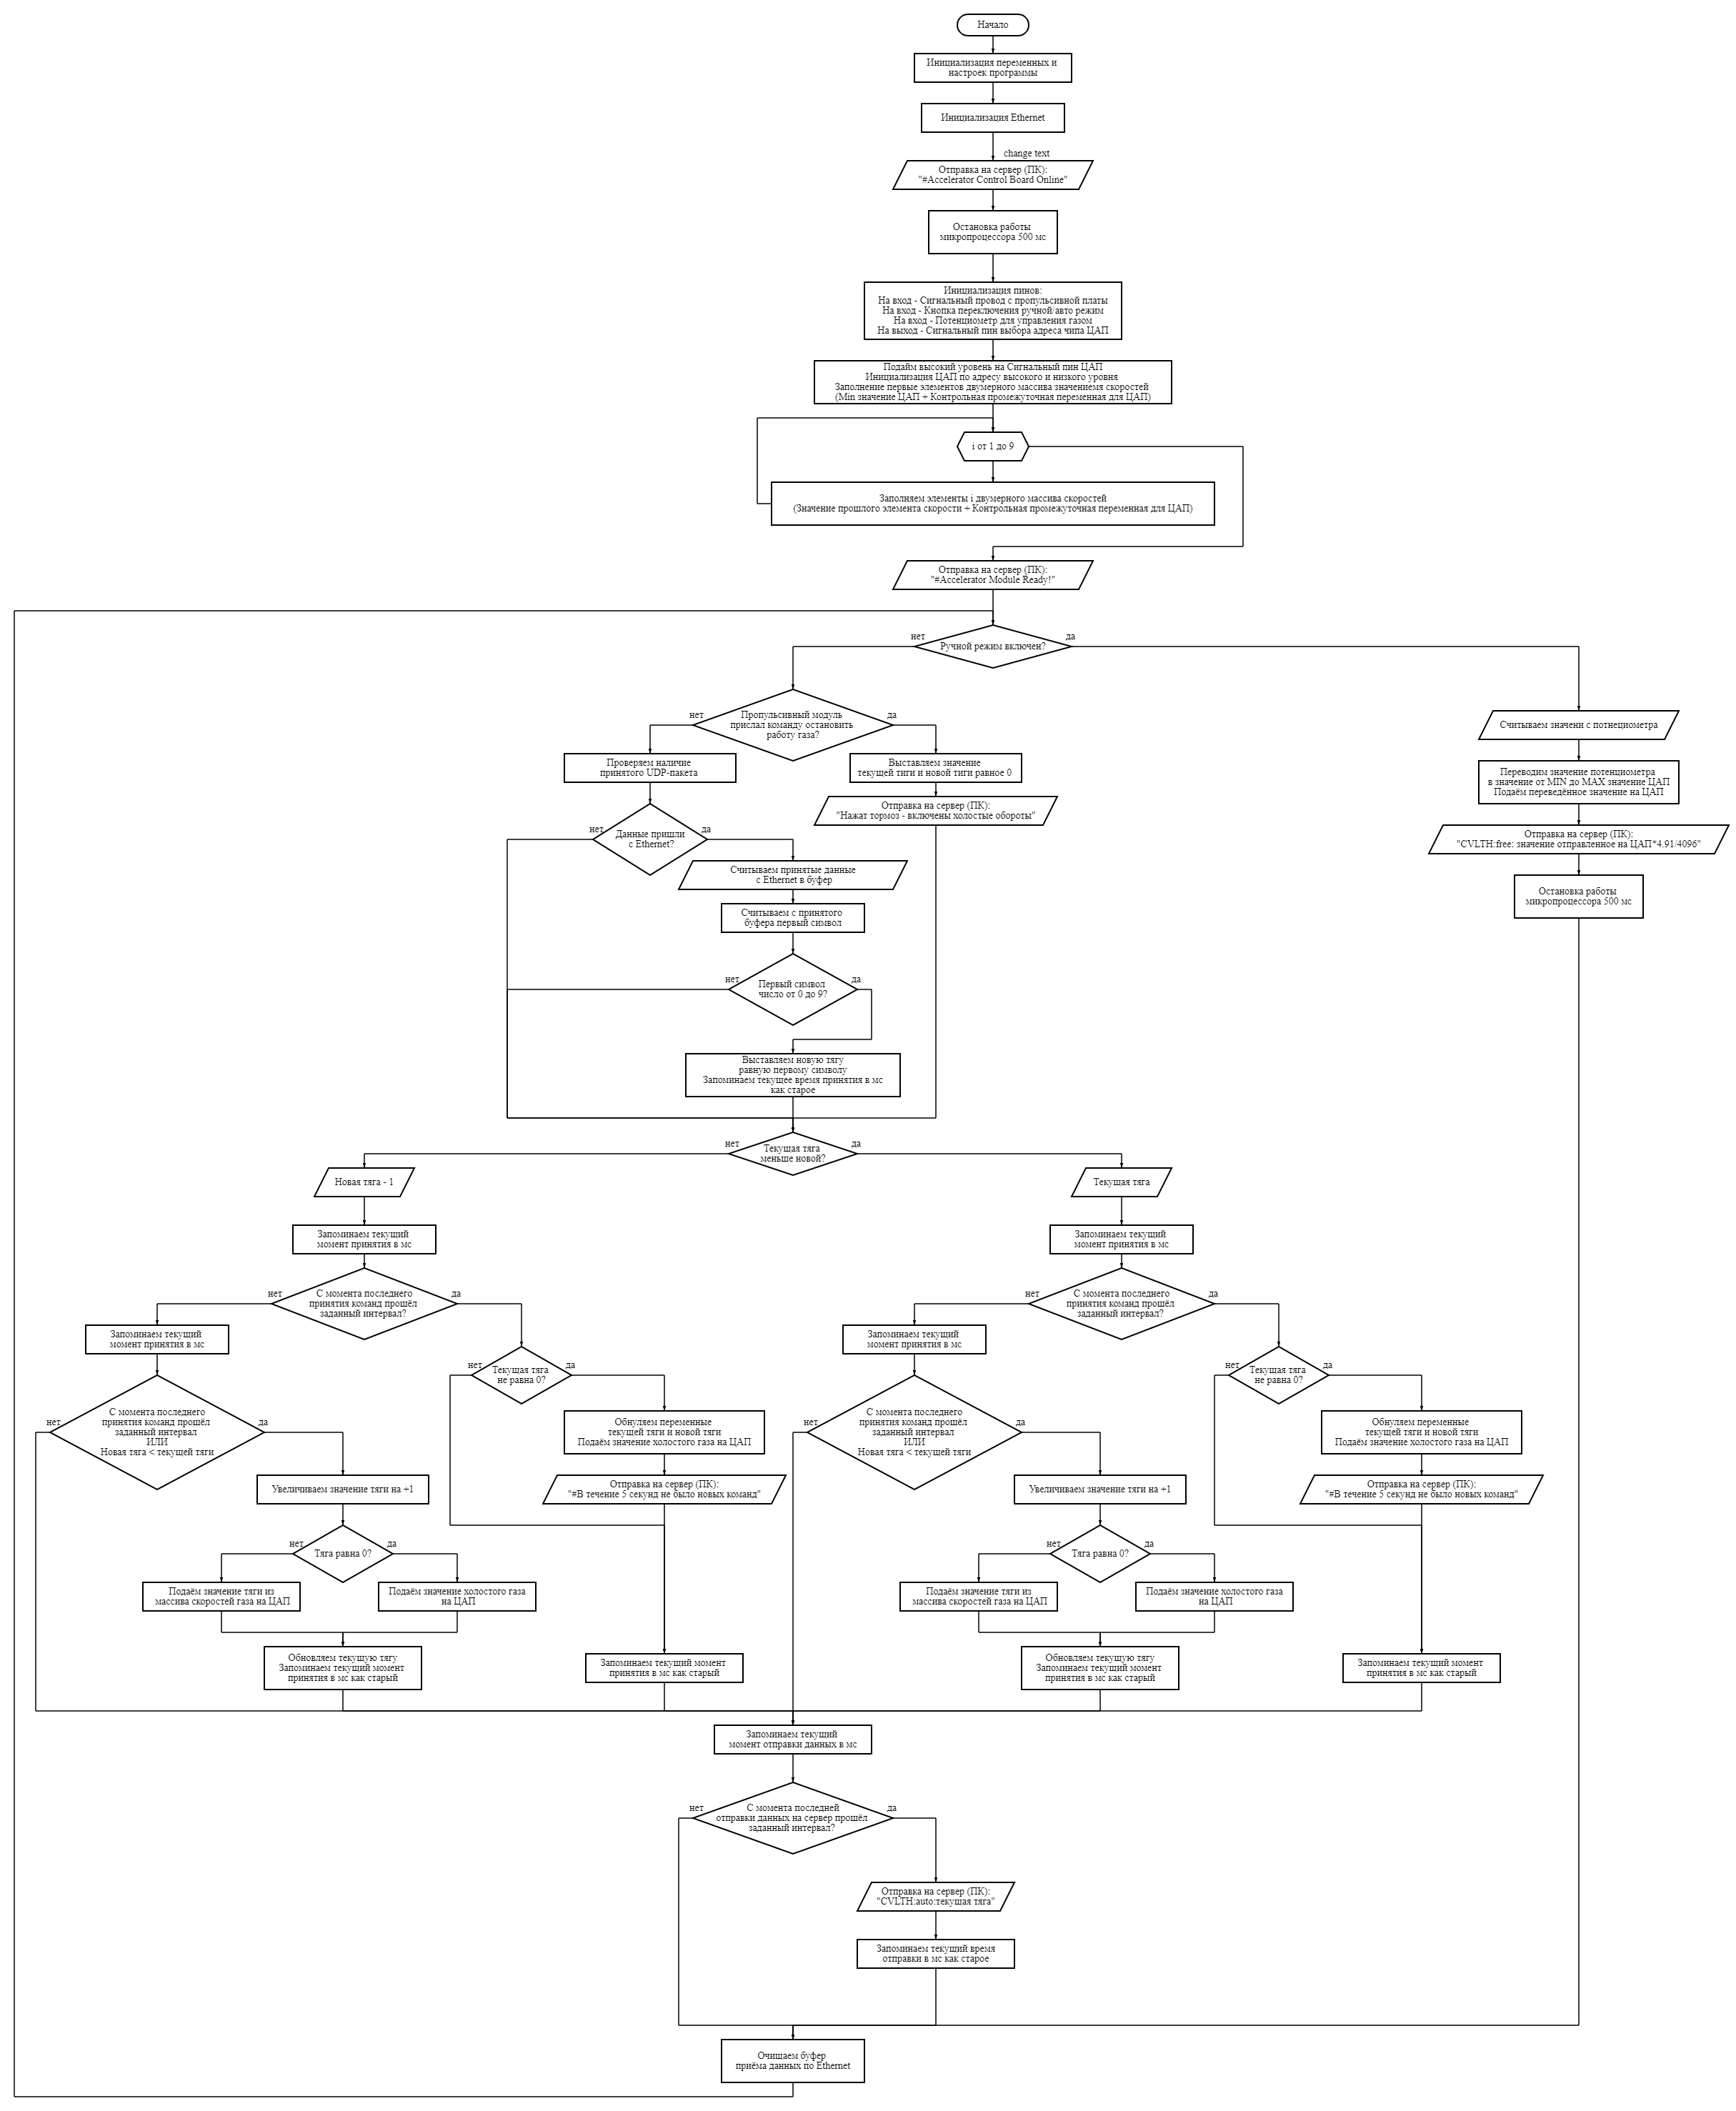 Начало
Инициализация переменных и
настроек программы
Инициализация Ethernet
change text
Отправка на сервер (ПК):
"#Accelerator Control Board Online"
Остановка работы
микропроцессора 500 мс
Инициализация пинов:
На вход - Сигнальный провод с пропульсивной платы
На вход - Кнопка переключения ручной/авто режим
На вход - Потенциометр для управления газом
На выход - Сигнальный пин выбора адреса чипа ЦАП
Подайм высокий уровень на Сигнальный пин ЦАП
Инициализация ЦАП по адресу высокого и низкого уровня
Заполнение первые элементов двумерного массива значениемя скоростей
(Min значение ЦАП + Контрольная промежуточная переменная для ЦАП)
i от 1 до 9
Заполняем элементы i двумерного массива скоростей
(Значение прошлого элемента скорости + Контрольная промежуточная переменная для ЦАП)
Отправка на сервер (ПК):
"#Accelerator Module Ready!"
нет
Ручной режим включен?
да
нет
Пропульсивный модуль
прислал команду остановить
работу газа?
да
Считываем значени с потнециометра
Проверяем наличие
принятого UDP-пакета
Выставляем значение
текущей тиги и новой тиги равное 0
Переводим значение потенциометра
в значение от MIN до MAX значение ЦАП
Подаём переведённое значение на ЦАП
Отправка на сервер (ПК):
"Нажат тормоз - включены холостые обороты"
нет
Данные пришли
с Ethernet?
да
Отправка на сервер (ПК):
"CVLTH:free: значение отправленное на ЦАП*4.91/4096"
Считываем принятые данные
с Ethernet в буфер
Остановка работы
микропроцессора 500 мс
Считываем с принятого
буфера первый символ
нет
Первый символ
число от 0 до 9?
да
Выставляем новую тягу
равную первому символу
Запоминаем текущее время принятия в мс
как старое
нет
Текущая тяга
меньше новой?
да
Новая тяга - 1
Текущая тяга
Запоминаем текущий
момент принятия в мс
Запоминаем текущий
момент принятия в мс
нет
С момента последнего
принятия команд прошёл
заданный интервал?
да
нет
С момента последнего
принятия команд прошёл
заданный интервал?
да
Запоминаем текущий
момент принятия в мс
нет
Текущая тяга
не равна 0?
да
Запоминаем текущий
момент принятия в мс
нет
Текущая тяга
не равна 0?
да
нет
С момента последнего
принятия команд прошёл
заданный интервал
ИЛИ
Новая тяга < текущей тяги
да
Обнуляем переменные
текущей тяги и новой тяги
Подаём значение холостого газа на ЦАП
нет
С момента последнего
принятия команд прошёл
заданный интервал
ИЛИ
Новая тяга < текущей тяги
да
Обнуляем переменные
текущей тяги и новой тяги
Подаём значение холостого газа на ЦАП
Увеличиваем значение тяги на +1
Отправка на сервер (ПК):
"#В течение 5 секунд не было новых команд"
Увеличиваем значение тяги на +1
Отправка на сервер (ПК):
"#В течение 5 секунд не было новых команд"
нет
Тяга равна 0?
да
нет
Тяга равна 0?
да
Подаём значение тяги из
массива скоростей газа на ЦАП
Подаём значение холостого газа
на ЦАП
Подаём значение тяги из
массива скоростей газа на ЦАП
Подаём значение холостого газа
на ЦАП
Обновляем текущую тягу
Запоминаем текущий момент
принятия в мс как старый
Запоминаем текущий момент
принятия в мс как старый
Обновляем текущую тягу
Запоминаем текущий момент
принятия в мс как старый
Запоминаем текущий момент
принятия в мс как старый
Запоминаем текущий
момент отправки данных в мс
нет
С момента последней
отправки данных на сервер прошёл
заданный интервал?
да
Отправка на сервер (ПК):
"CVLTH:auto:текущая тяга"
Запоминаем текущий время
отправки в мс как старое
Очищаем буфер
приёма данных по Ethernet